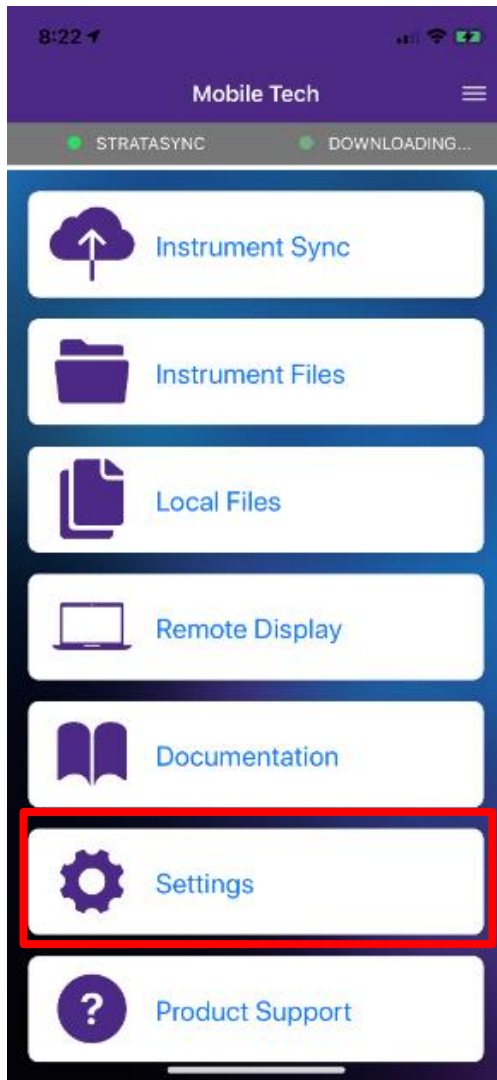 8:22
Mobile Tech
STRATASYNC DOWNLOADING...
Instrument Sync
Instrument Files
Local Files
Remote Display
Documentation
Settings
? Product Support